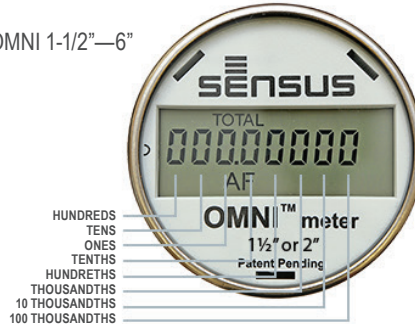 OMNI 1-1/2”—6”
SENSUS
TOTAL
000.00000
AF
OMNI™ meter
1½” or 2”
Patent Pending
HUNDREDS
TENS
ONES
TENTHS
HUNDRETHS
THOUSANDTHS
10 THOUSANDTHS
100 THOUSANDTHS